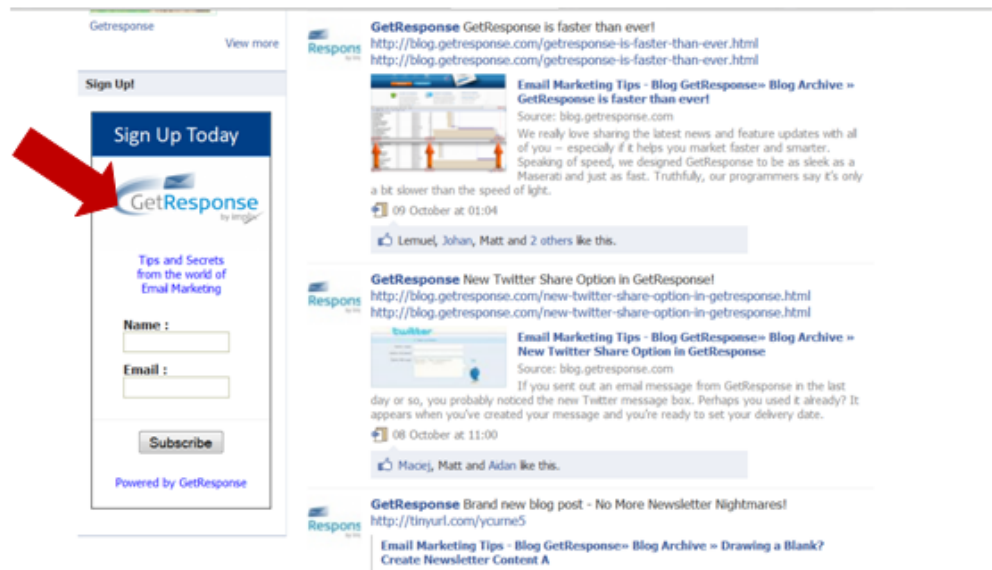 Getresponse
View more
Sign Up!
Sign Up Today
GetResponse
by Implix
Tips and Secrets
from the world of
Email Marketing
Name :
Email :
Subscribe
Powered by GetResponse
Respons
GetResponse GetResponse is faster than ever!
http://blog.getresponse.com/getresponse-is-faster-than-ever.html
http://blog.getresponse.com/getresponse-is-faster-than-ever.html
Email Marketing Tips - Blog GetResponse» Blog Archive »
GetResponse is faster than ever!
Source: blog.getresponse.com
We really love sharing the latest news and feature updates with all
of you – especially if it helps you market faster and smarter.
Speaking of speed, we designed GetResponse to be as sleek as a
Maserati and just as fast. Truthfully, our programmers say it's only
a bit slower than the speed of light.
09 October at 01:04
Lemuel, Johan, Matt and 2 others like this.
Respons
GetResponse New Twitter Share Option in GetResponse!
http://blog.getresponse.com/new-twitter-share-option-in-getresponse.html
http://blog.getresponse.com/new-twitter-share-option-in-getresponse.html
twitter
Email Marketing Tips - Blog GetResponse» Blog Archive »
New Twitter Share Option in GetResponse
Source: blog.getresponse.com
If you sent out an email message from GetResponse in the last
day or so, you probably noticed the new Twitter message box. Perhaps you used it already? It
appears when you've created your message and you're ready to set your delivery date.
08 October at 11:00
Maciej, Matt and Aidan like this.
Respons
GetResponse Brand new blog post - No More Newsletter Nightmares!
http://tinyurl.com/ycurne5
Email Marketing Tips - Blog GetResponse» Blog Archive » Drawing a Blank?
Create Newsletter Content A